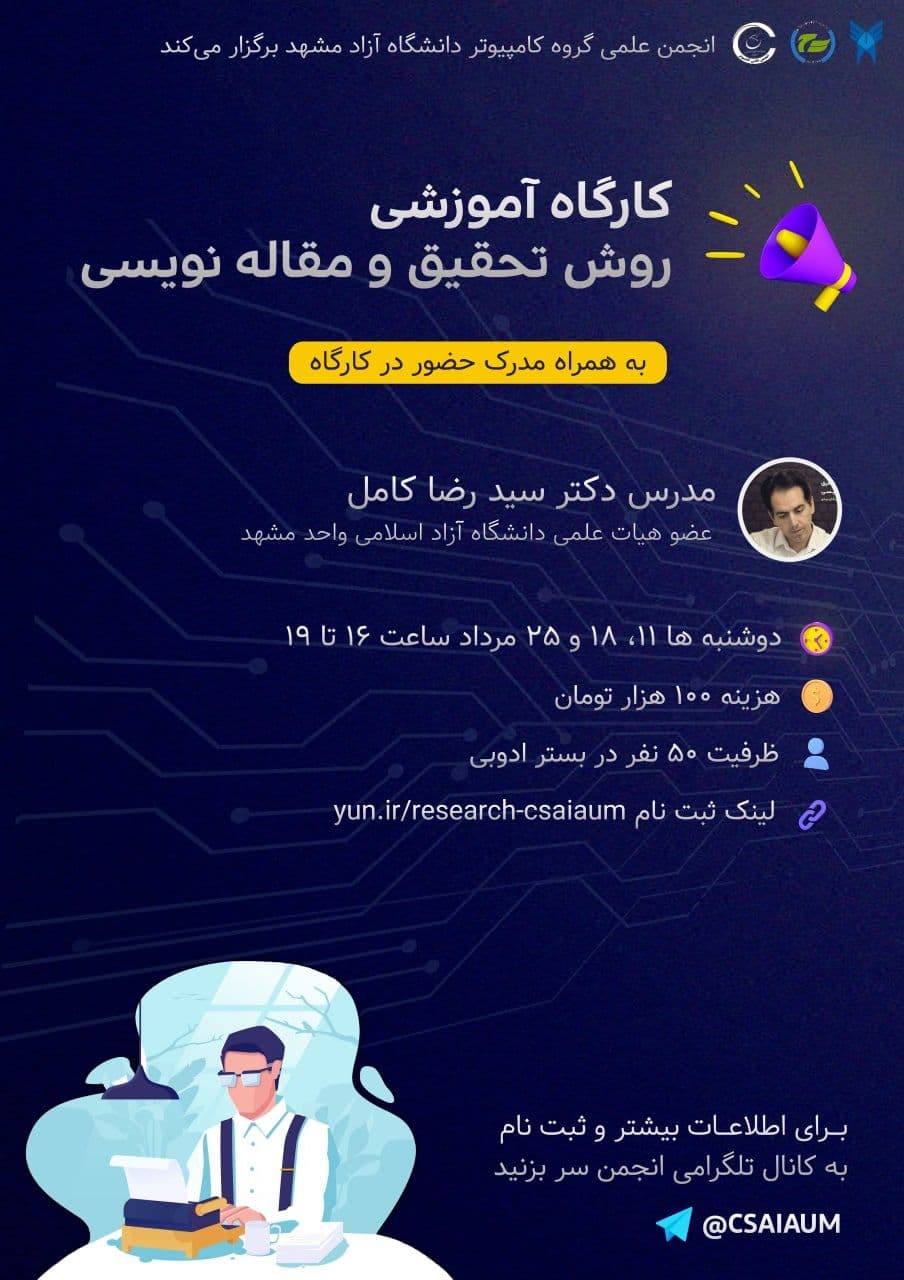 انجمن علمی گروه کامپیوتر دانشگاه آزاد مشهد برگزار می‌کند
کارگاه آموزشی
روش تحقیق و مقاله نویسی
به همراه مدرک حضور در کارگاه
مدرس دکتر سید رضا کامل
عضو هیات علمی دانشگاه آزاد اسلامی واحد مشهد
دوشنبه ها ۱۱، ۱۸ و ۲۵ مرداد ساعت ۱۶ تا ۱۹
هزینه ۱۰۰ هزار تومان
ظرفیت ۵۰ نفر در بستر ادوبی
لینک ثبت نام yun.ir/research-csaiaum
بـرای اطلاعـات بیشتر و ثبت نام
به کانال تلگرامی انجمن سر بزنید
@CSAIAUM